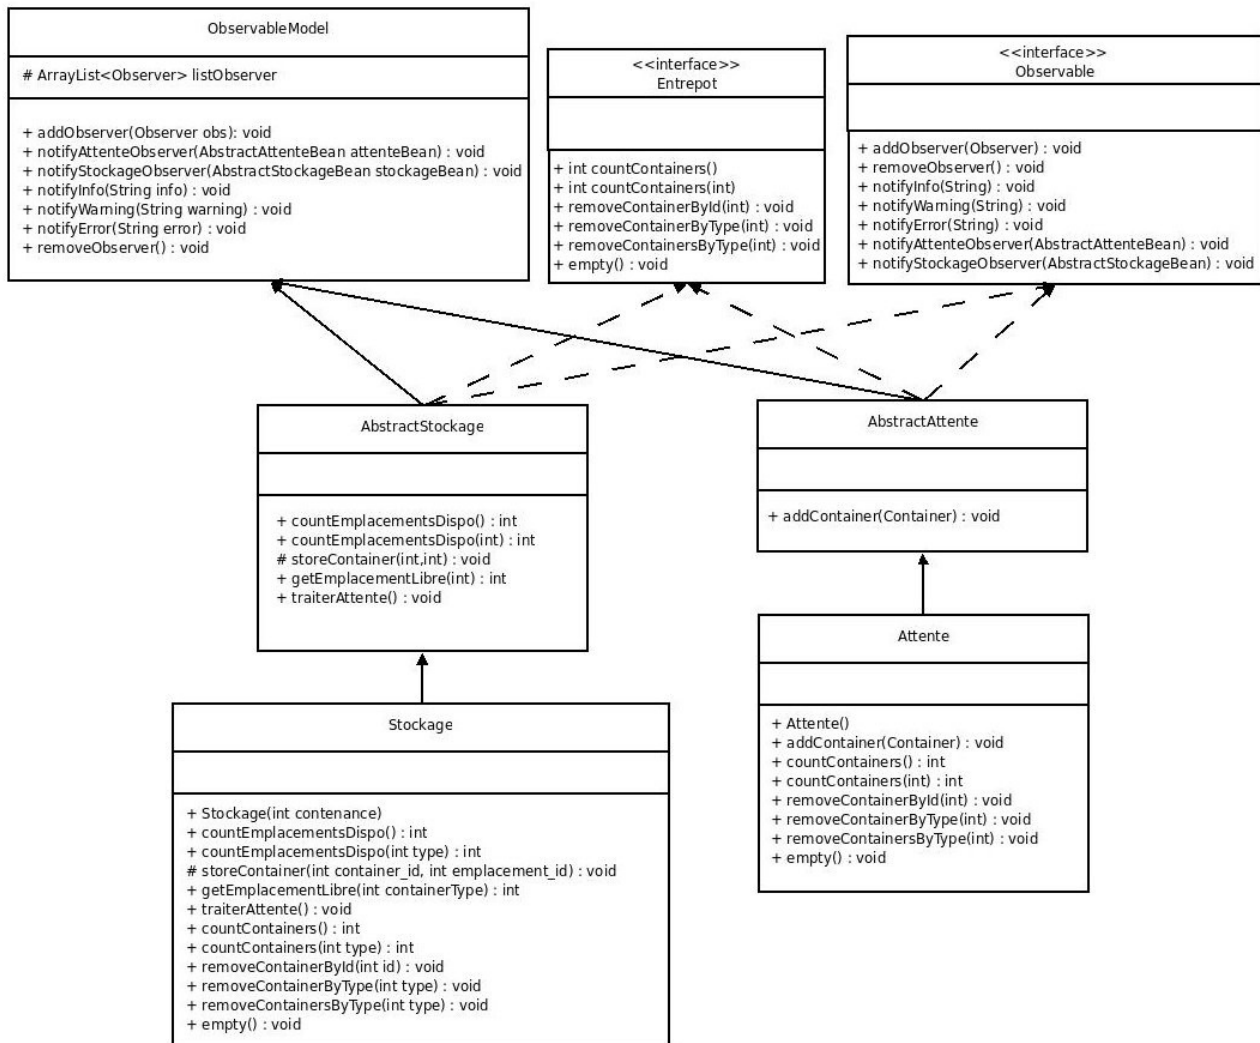 ObservableModel
# ArrayList<Observer> listObserver
+ addObserver(Observer obs): void
+ notifyAttenteObserver(AbstractAttenteBean attenteBean) : void
+ notifyStockageObserver(AbstractStockageBean stockageBean) : void
+ notifyInfo(String info) : void
+ notifyWarning(String warning) : void
+ notifyError(String error) : void
+ removeObserver() : void
<<interface>>
Entrepot
+ int countContainers()
+ int countContainers(int)
+ removeContainerById(int) : void
+ removeContainerByType(int) : void
+ removeContainersByType(int) : void
+ empty() : void
<<interface>>
Observable
+ addObserver(Observer) : void
+ removeObserver() : void
+ notifyInfo(String) : void
+ notifyWarning(String) : void
+ notifyError(String) : void
+ notifyAttenteObserver(AbstractAttenteBean) : void
+ notifyStockageObserver(AbstractStockageBean) : void
AbstractStockage
+ countEmplacementsDispo() : int
+ countEmplacementsDispo(int) : int
# storeContainer(int,int) : void
+ getEmplacementLibre(int) : int
+ traiterAttente() : void
AbstractAttente
+ addContainer(Container) : void
Stockage
+ Stockage(int contenance)
+ countEmplacementsDispo() : int
+ countEmplacementsDispo(int type) : int
# storeContainer(int container_id, int emplacement_id) : void
+ getEmplacementLibre(int containerType) : int
+ traiterAttente() : void
+ countContainers() : int
+ countContainers(int type) : int
+ removeContainerById(int id) : void
+ removeContainerByType(int type) : void
+ removeContainersByType(int type) : void
+ empty() : void
Attente
+ Attente()
+ addContainer(Container) : void
+ countContainers() : int
+ countContainers(int) : int
+ removeContainerById(int) : void
+ removeContainerByType(int) : void
+ removeContainersByType(int) : void
+ empty() : void